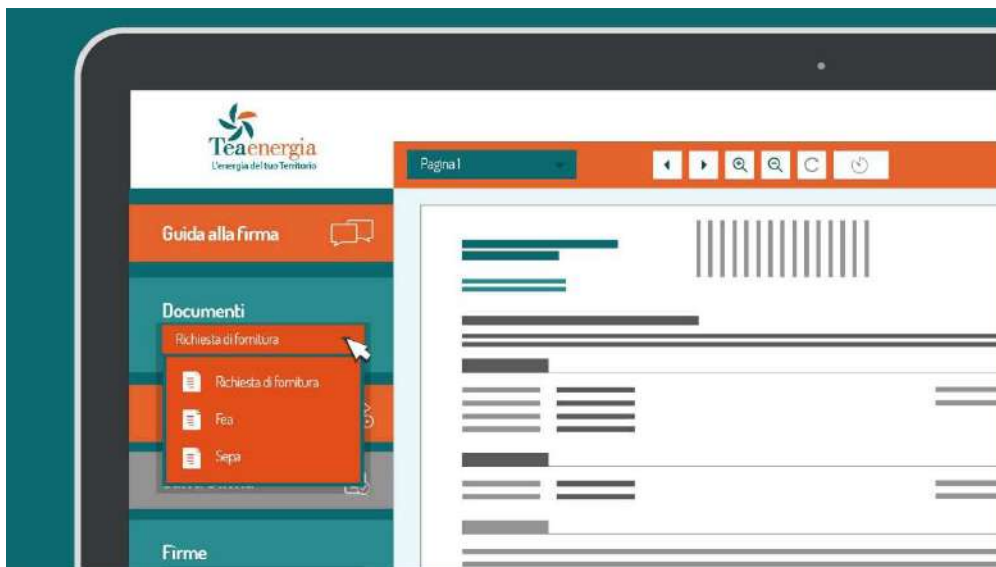 Teaenergia
L'energia del tuo Territorio
Pagina 1
Guida alla firma
Documenti
Richiesta di fornitura
Richiesta di fornitura
Fea
Sepa
Firme